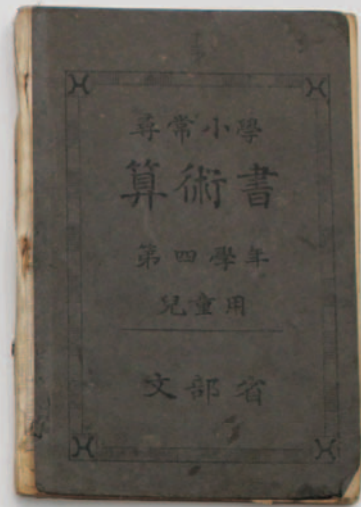 尋常小學
算術書
第四學年
兒童用
文部省